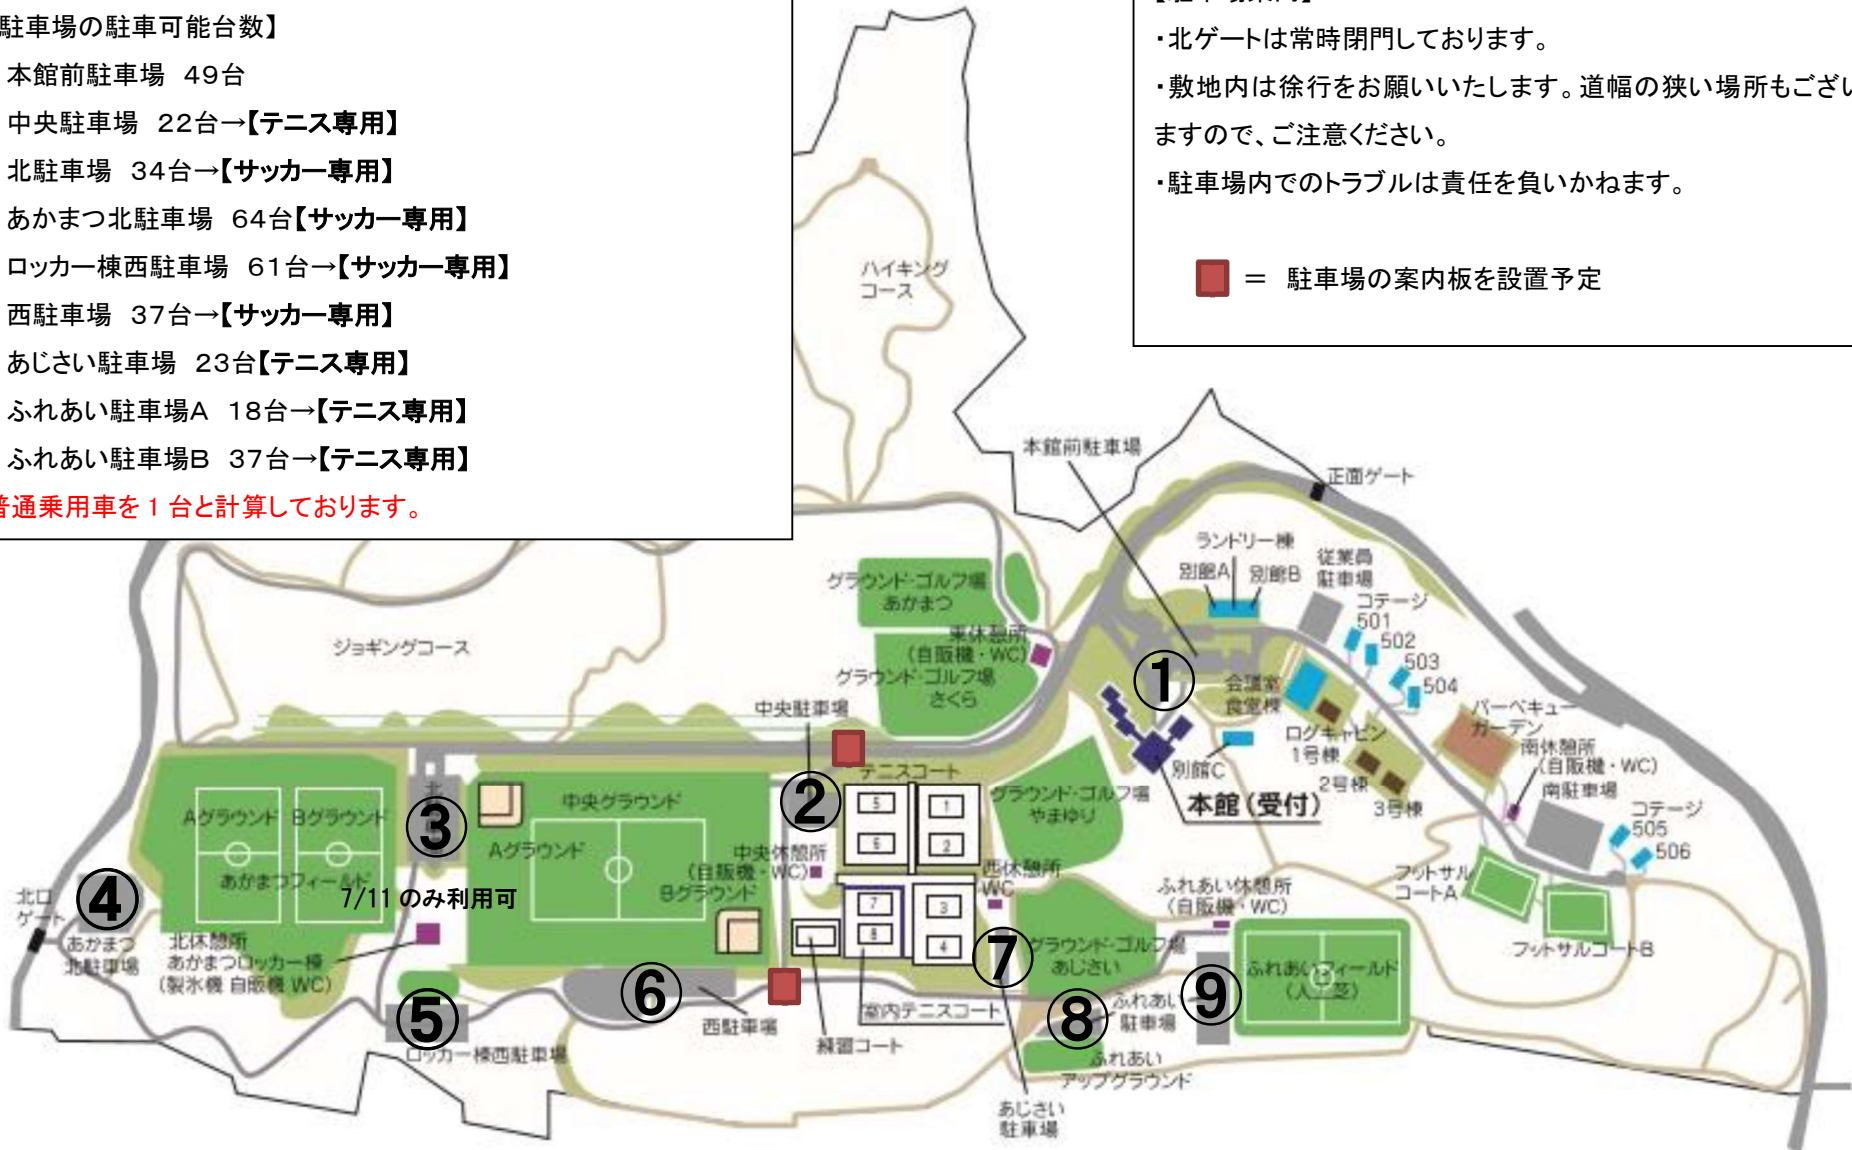 駐車場の駐車可能台数】
本館前駐車場 49台
中央駐車場 22台→【テニス専用】
北駐車場 34台→【サッカー専用】
あかまつ北駐車場 64台【サッカー専用】
ロッカー棟西駐車場 61台→【サッカー専用】
西駐車場 37台→【サッカー専用】
あじさい駐車場 23台【テニス専用】
ふれあい駐車場A 18台→【テニス専用】
ふれあい駐車場B 37台→【テニス専用】
普通乗用車を1台と計算しております。
・北ゲートは常時閉門しております。
・敷地内は徐行をお願いいたします。道幅の狭い場所もござい
ますので、ご注意ください。
・駐車場内でのトラブルは責任を負いかねます。
= 駐車場の案内板を設置予定
ハイキング
コース
本館前駐車場
正面ゲート
ランドリー棟
別館A
別館B
従業員
駐車場
コテージ
501
502
503
504
グラウンド・ゴルフ場
あかまつ
東休憩所
(自販機・WC)
グラウンド・ゴルフ場
さくら
ジョギングコース
①
会議室
食堂棟
ログキャビン
1号棟
2号棟
3号棟
バーベキュー
ガーデン
南休憩所
(自販機・WC)
南駐車場
コテージ
505
506
別館C
本館(受付)
中央駐車場
テニスコート
②
5
1
6
2
7
3
8
4
グラウンド・ゴルフ場
やまゆり
北
③
中央グラウンド
Aグラウンド
Bグラウンド
Aグラウンド Bグラウンド
あかまつフィールド
7/11のみ利用可
中央休憩所
(自販機・WC)
西休憩所
WC
ふれあい休憩所
(自販機・WC)
フットサル
コートA
フットサルコートB
北口
ゲート
④
あかまつ
北駐車場
北休憩所
あかまつロッカー棟
(製氷機 自販機 WC)
⑤
ロッカー棟西駐車場
⑥
西駐車場
練習コート
室内テニスコート
⑦
グラウンド・ゴルフ場
あじさい
⑧
ふれあい
駐車場
⑨
ふれあいフィールド
(人工芝)
ふれあい
アップグラウンド
あじさい
駐車場